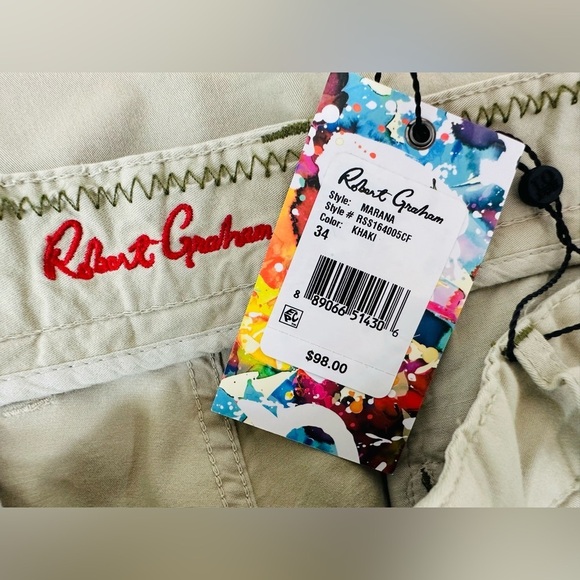 Robert Graham
Robert Graham
Style: MARANA
Style # RSS164005CF
Color: KHAKI
34
8 89066 51430 6
$98.00